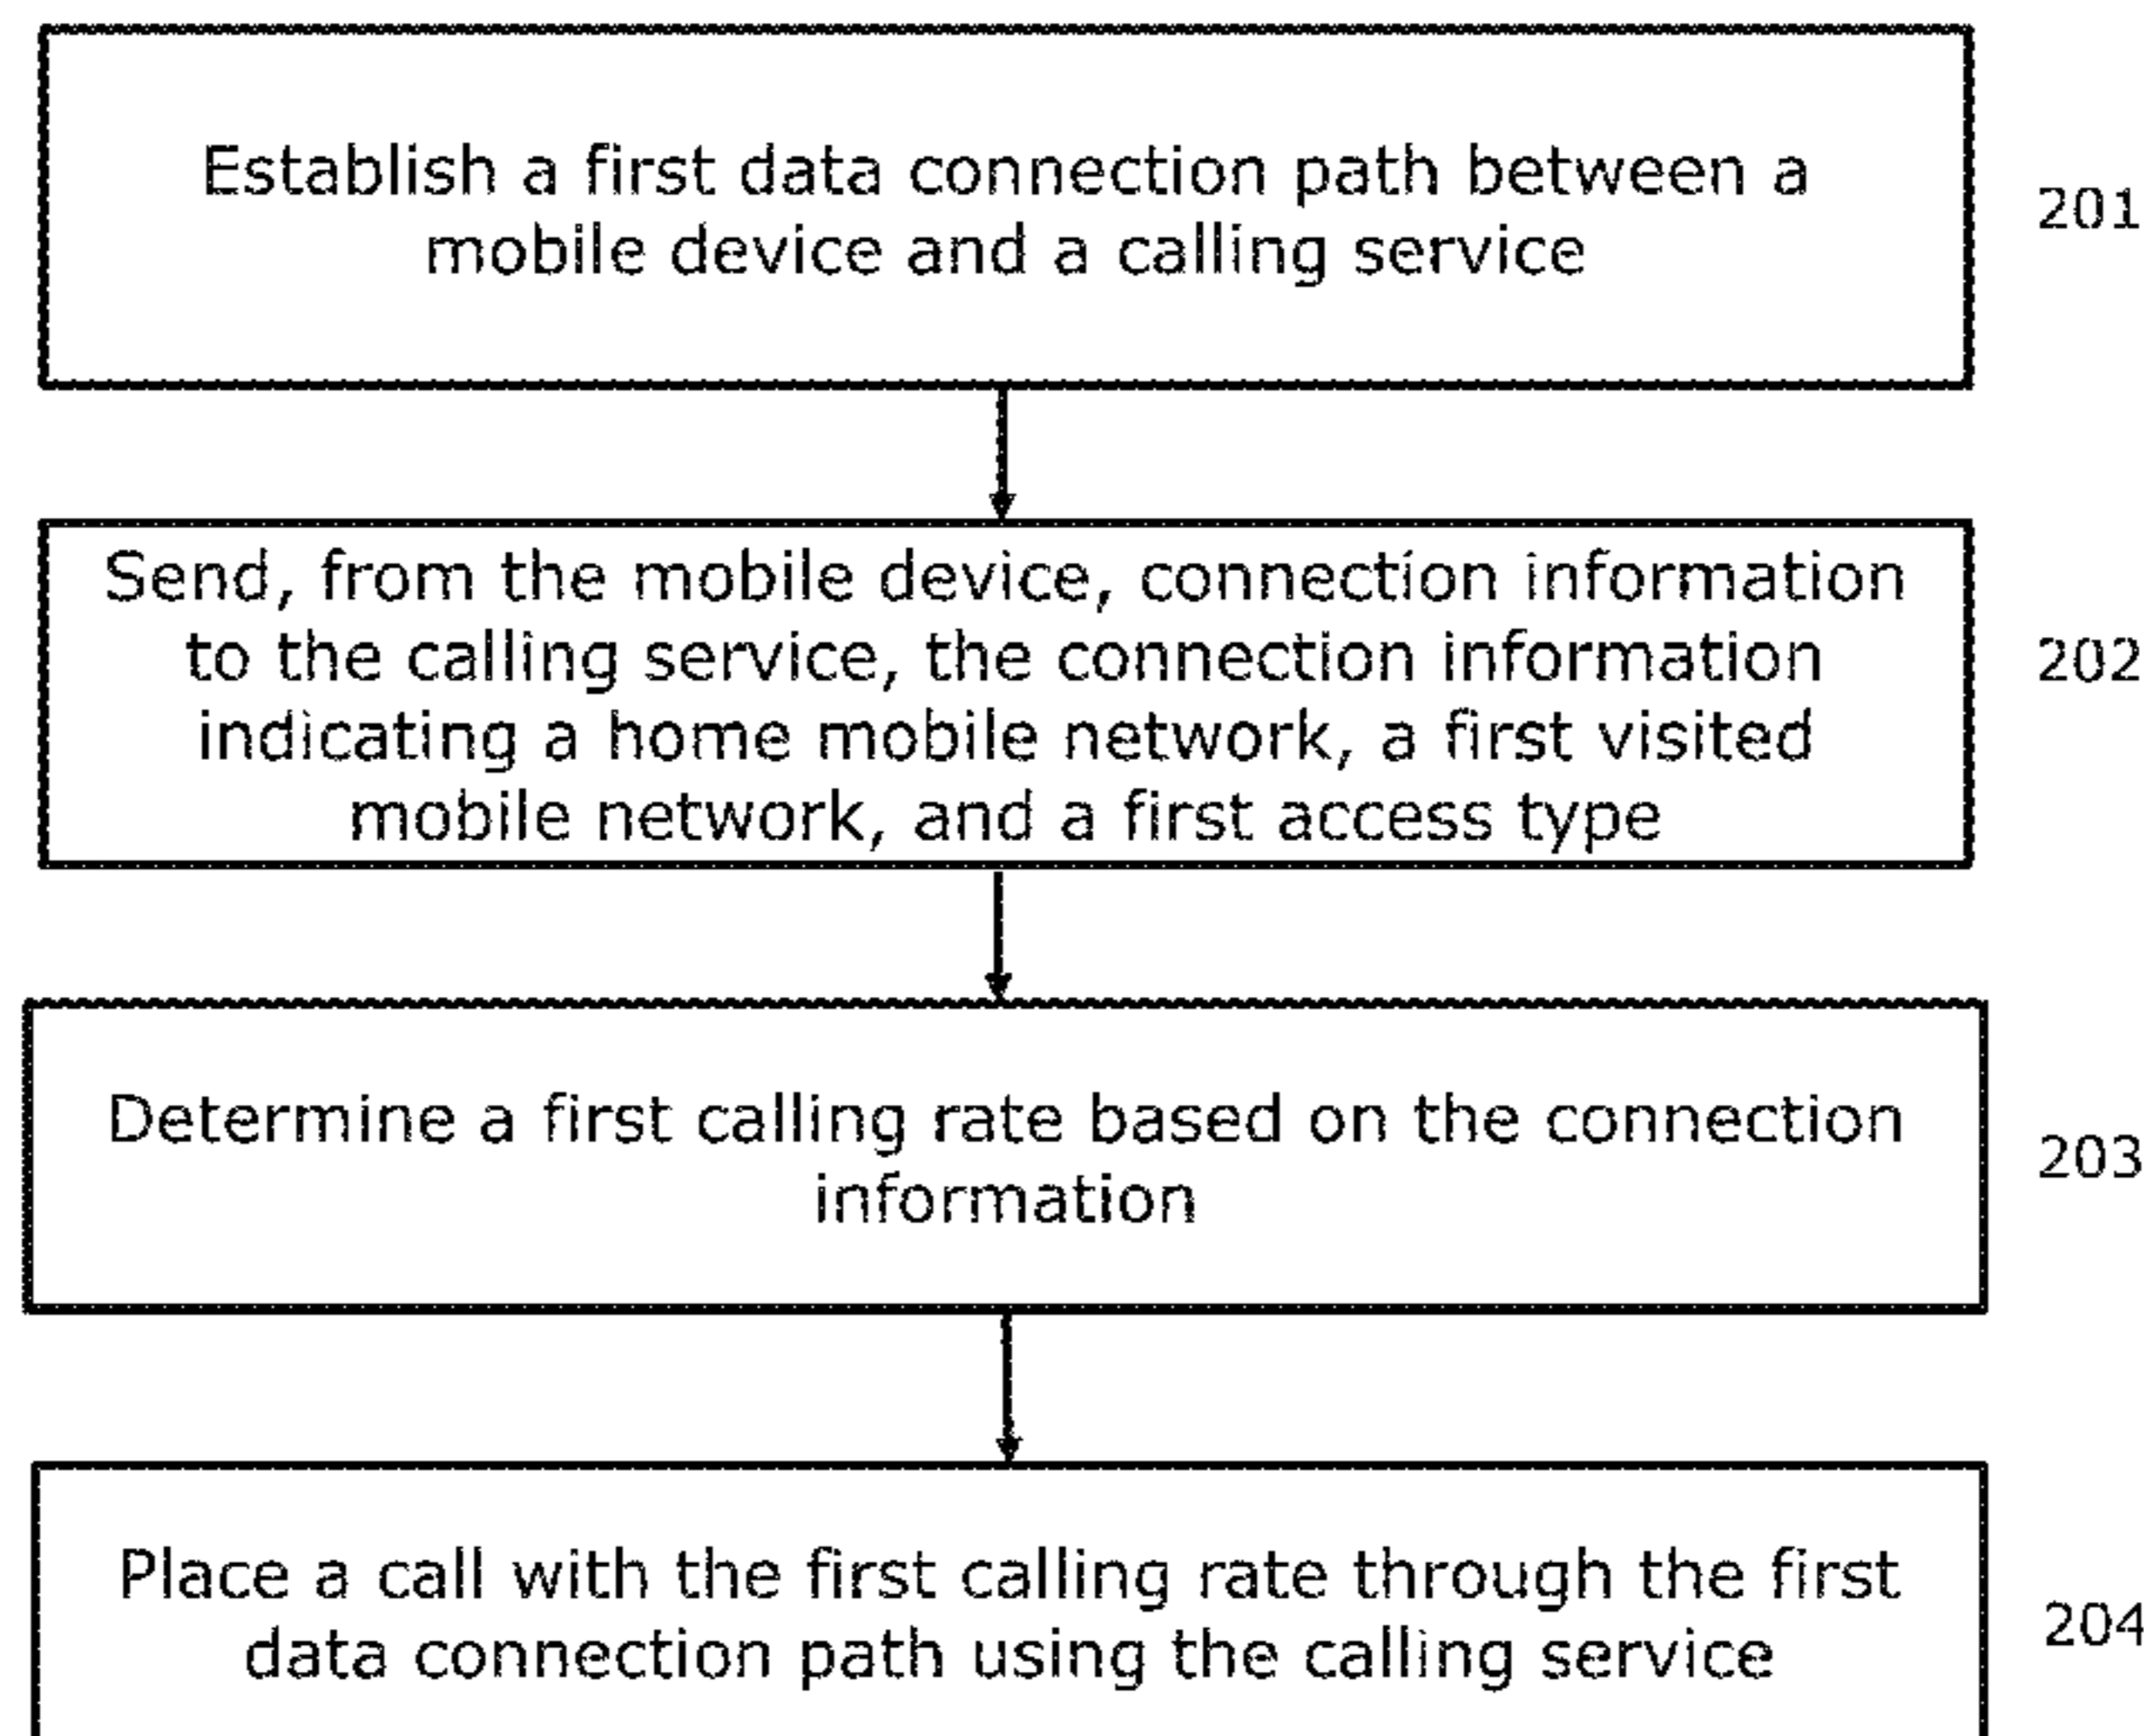 Establish a first data connection path between a
mobile device and a calling service
201
Send, from the mobile device, connection information
to the calling service, the connection information
indicating a home mobile network, a first visited
mobile network, and a first access type
202
Determine a first calling rate based on the connection
information
203
Place a call with the first calling rate through the first
data connection path using the calling service
204